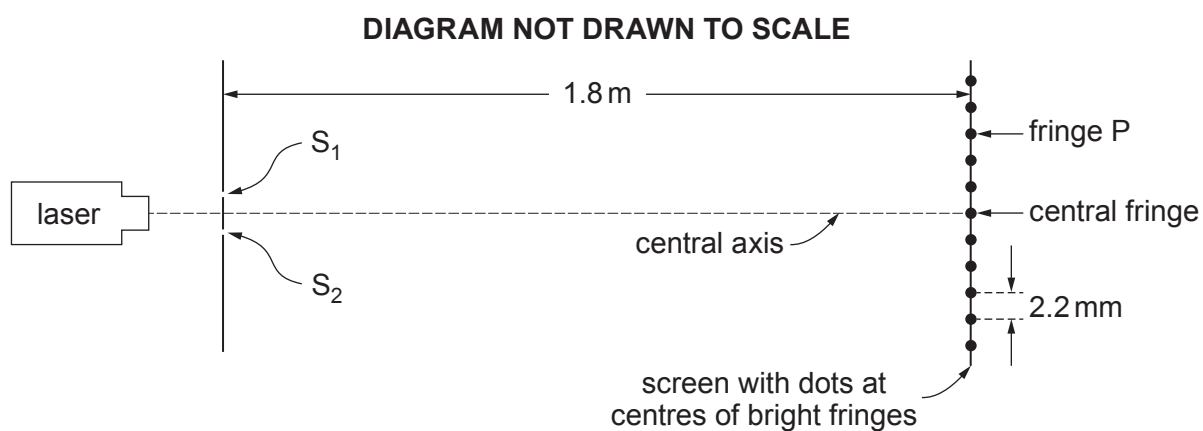 DIAGRAM NOT DRAWN TO SCALE
1.8 m
S₁
fringe P
laser
central fringe
central axis
S₂
2.2 mm
screen with dots at
centres of bright fringes